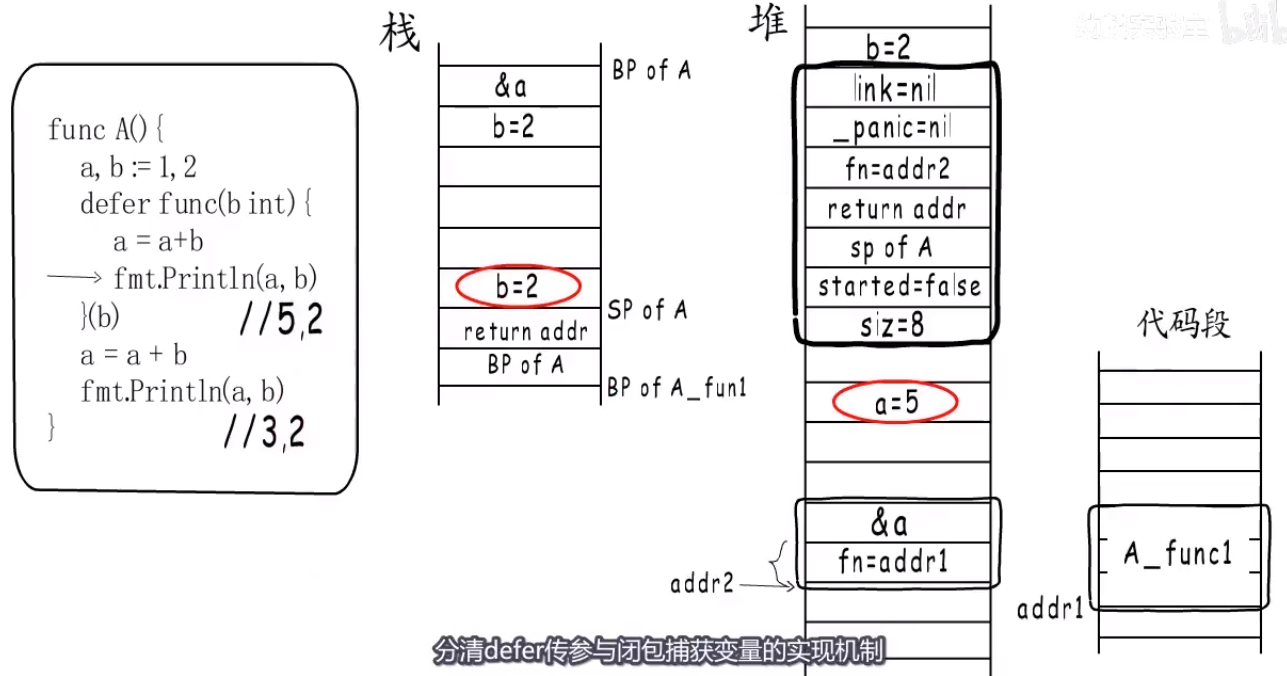 栈
堆
func A() {
a, b := 1, 2
defer func(b int) {
a = a+b
fmt.Println(a, b)
}(b) //5,2
a = a + b
fmt.Println(a, b)
} //3,2
BP of A
&a
b=2
b=2
SP of A
return addr
BP of A
BP of A_fun1
b=2
link=nil
_panic=nil
fn=addr2
return addr
sp of A
started=false
siz=8
a=5
&a
fn=addr1
addr2
代码段
A_func1
addr1
分清defer传参与闭包捕获变量的实现机制